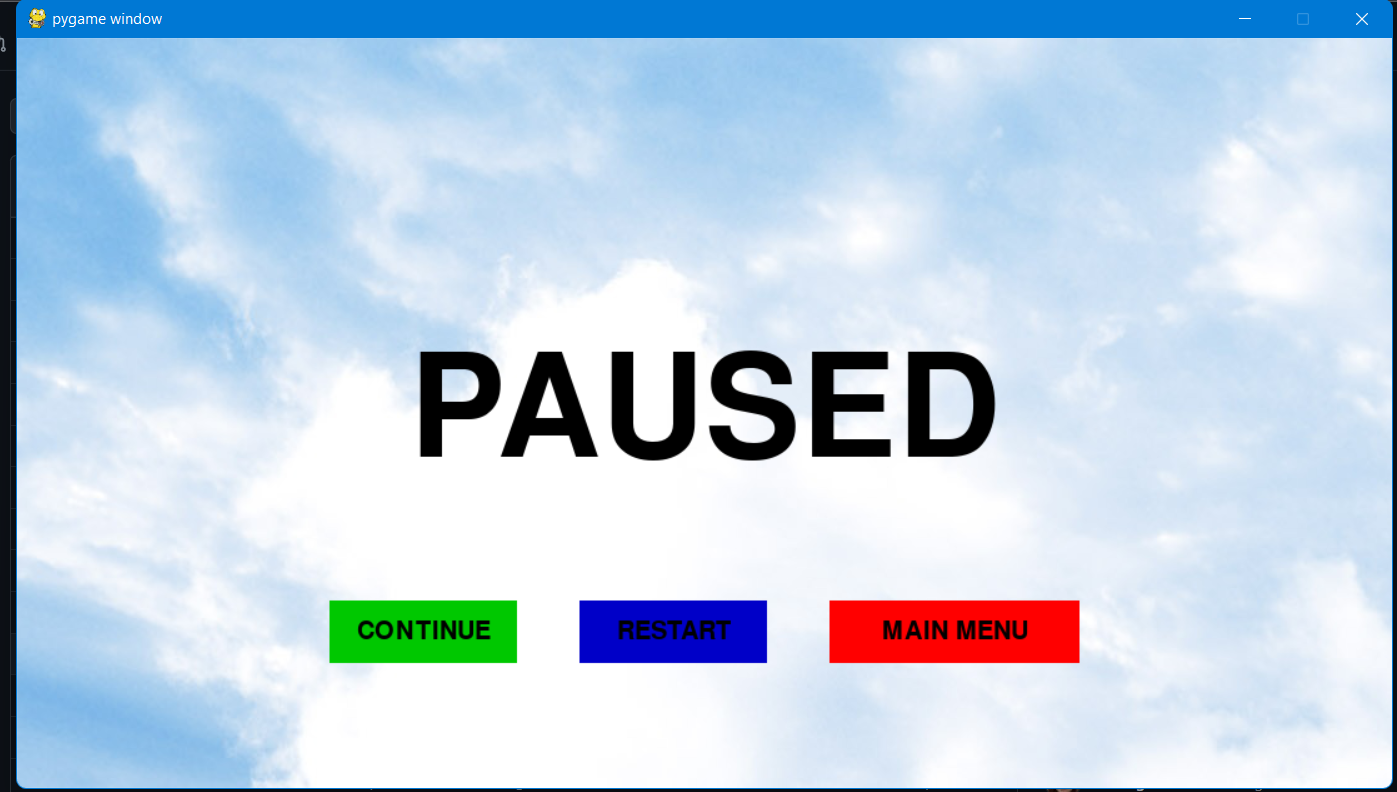 pygame window
PAUSED
CONTINUE
RESTART
MAIN MENU